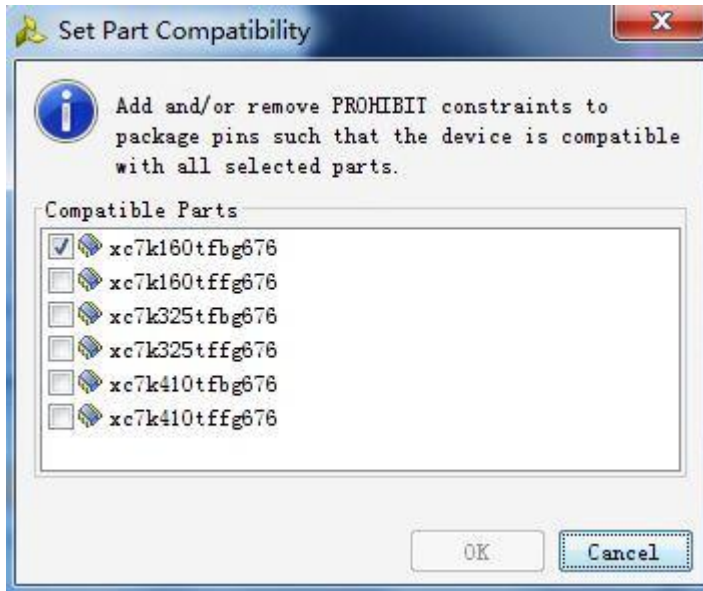 Set Part Compatibility
Add and/or remove PROHIBIT constraints to
package pins such that the device is compatible
with all selected parts.
Compatible Parts
xc7k160tfbg676
xc7k160tffg676
xc7k325tfbg676
xc7k325tffg676
xc7k410tfbg676
xc7k410tffg676
OK
Cancel